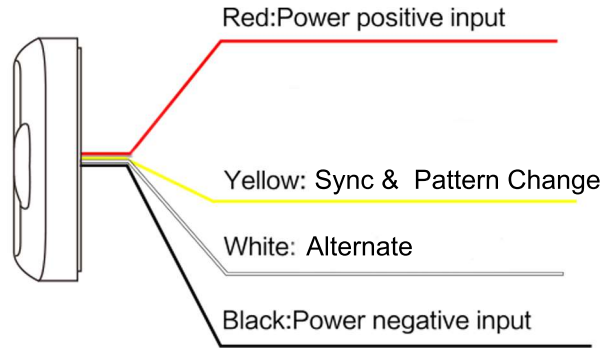 Red:Power positive input
Yellow: Sync & Pattern Change
White: Alternate
Black:Power negative input